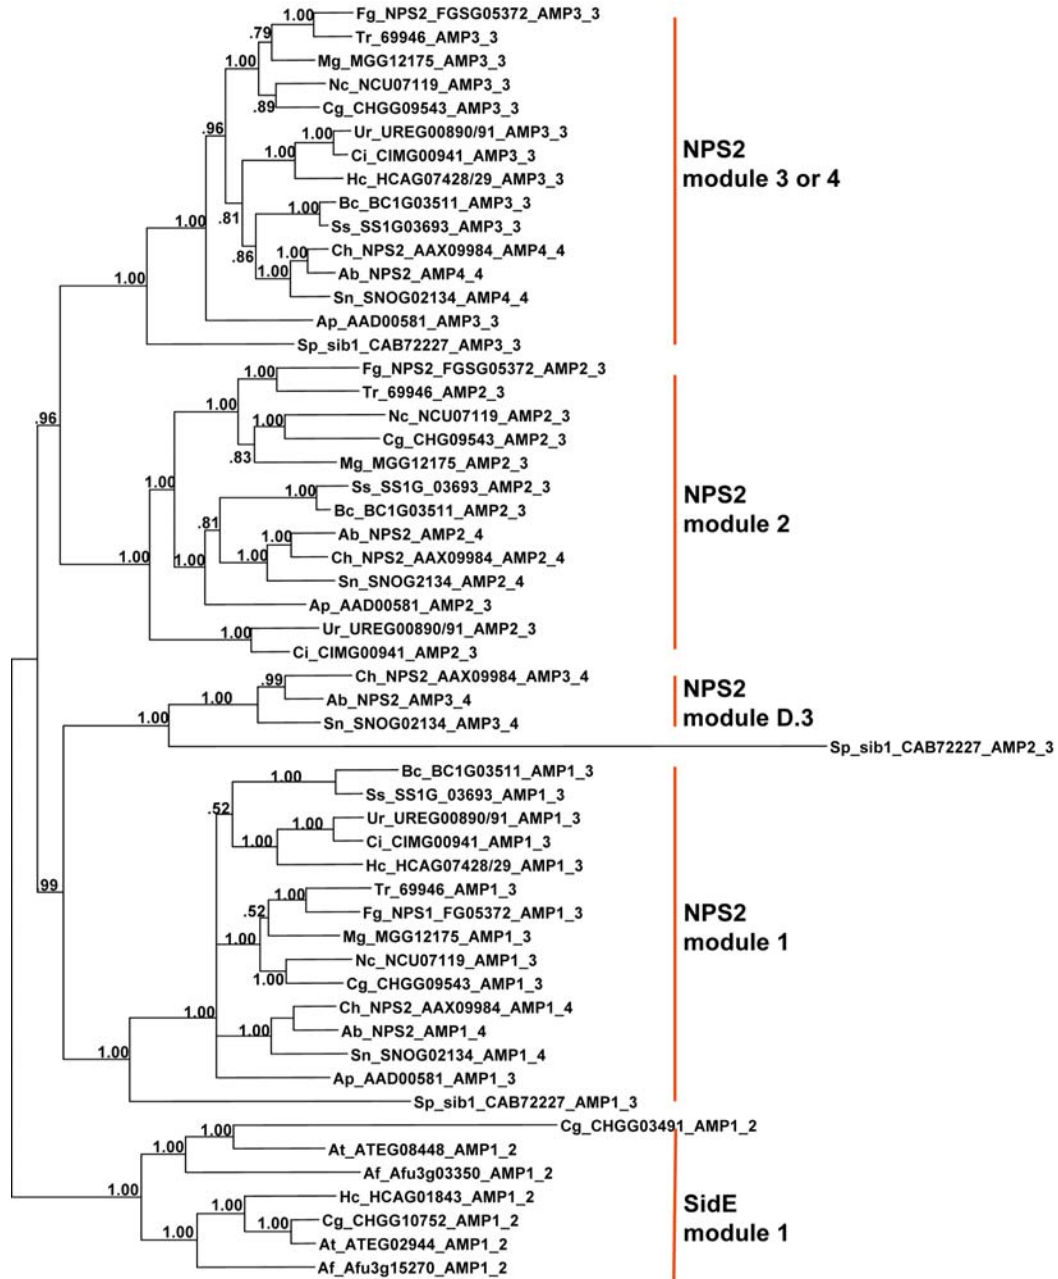 1.00
Fg_NPS2_FGSG05372_AMP3_3
.79
Tr_69946_AMP3_3
1.00
Mg_MGG12175_AMP3_3
Nc_NCU07119_AMP3_3
.89
Cg_CHGG09543_AMP3_3
.96
1.00
Ur_UREG00890/91_AMP3_3
1.00
Ci_CIMG00941_AMP3_3
Hc_HCAG07428/29_AMP3_3
NPS2
module 3 or 4
1.00
Bc_BC1G03511_AMP3_3
.81
1.00
Ss_SS1G03693_AMP3_3
.86
1.00
Ch_NPS2_AAX09984_AMP4_4
1.00
Ab_NPS2_AMP4_4
1.00
Sn_SNOG02134_AMP4_4
Ap_AAD00581_AMP3_3
Sp_sib1_CAB72227_AMP3_3
1.00
Fg_NPS2_FGSG05372_AMP2_3
Tr_69946_AMP2_3
.96
1.00
1.00
Nc_NCU07119_AMP2_3
Cg_CHG09543_AMP2_3
.83
Mg_MGG12175_AMP2_3
1.00
1.00
Ss_SS1G_03693_AMP2_3
Bc_BC1G03511_AMP2_3
NPS2
module 2
.81
1.00
Ab_NPS2_AMP2_4
1.00
1.00
1.00
Ch_NPS2_AAX09984_AMP2_4
Sn_SNOG2134_AMP2_4
Ap_AAD00581_AMP2_3
1.00
Ur_UREG00890/91_AMP2_3
Ci_CIMG00941_AMP2_3
.99
Ch_NPS2_AAX09984_AMP3_4
1.00
Ab_NPS2_AMP3_4
1.00
Sn_SNOG02134_AMP3_4
NPS2
module D.3
Sp_sib1_CAB72227_AMP2_3
1.00
Bc_BC1G03511_AMP1_3
Ss_SS1G_03693_AMP1_3
.52
1.00
Ur_UREG00890/91_AMP1_3
1.00
Ci_CIMG00941_AMP1_3
Hc_HCAG07428/29_AMP1_3
.99
1.00
Tr_69946_AMP1_3
.52
Fg_NPS1_FG05372_AMP1_3
1.00
Mg_MGG12175_AMP1_3
NPS2
module 1
Nc_NCU07119_AMP1_3
1.00
Cg_CHGG09543_AMP1_3
1.00
Ch_NPS2_AAX09984_AMP1_4
1.00
Ab_NPS2_AMP1_4
1.00
Sn_SNOG02134_AMP1_4
Ap_AAD00581_AMP1_3
Sp_sib1_CAB72227_AMP1_3
1.00
Cg_CHGG03491_AMP1_2
1.00
At_ATEG08448_AMP1_2
Af_Afu3g03350_AMP1_2
1.00
1.00
Hc_HCAG01843_AMP1_2
1.00
Cg_CHGG10752_AMP1_2
1.00
At_ATEG02944_AMP1_2
Af_Afu3g15270_AMP1_2
SidE
module 1